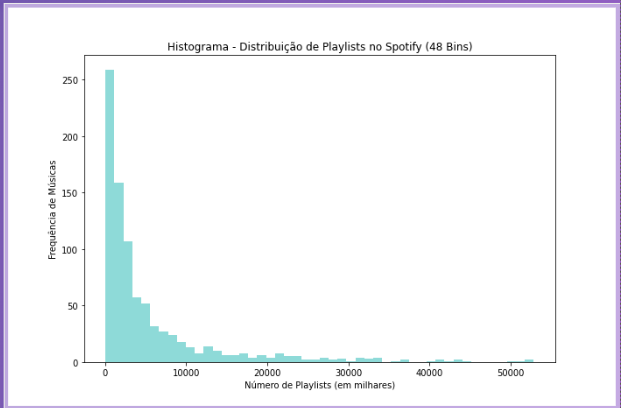 Histograma - Distribuição de Playlists no Spotify (48 Bins)
Frequência de Músicas
250
200
150
100
50
0
0 10000 20000 30000 40000 50000
Número de Playlists (em milhares)